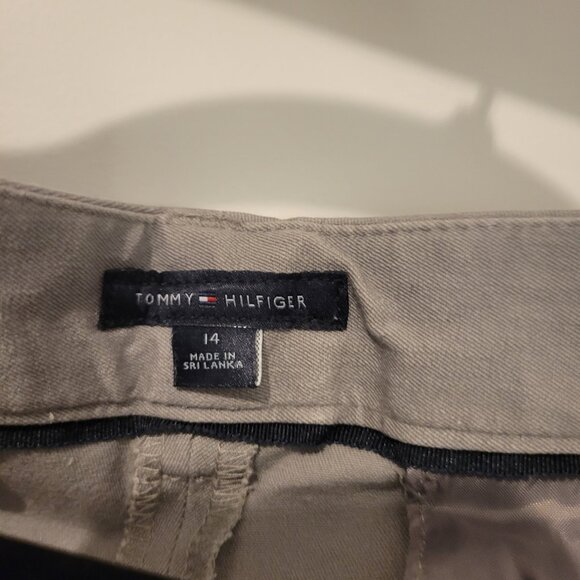 TOMMY HILFIGER
14
MADE IN
SRI LANKA